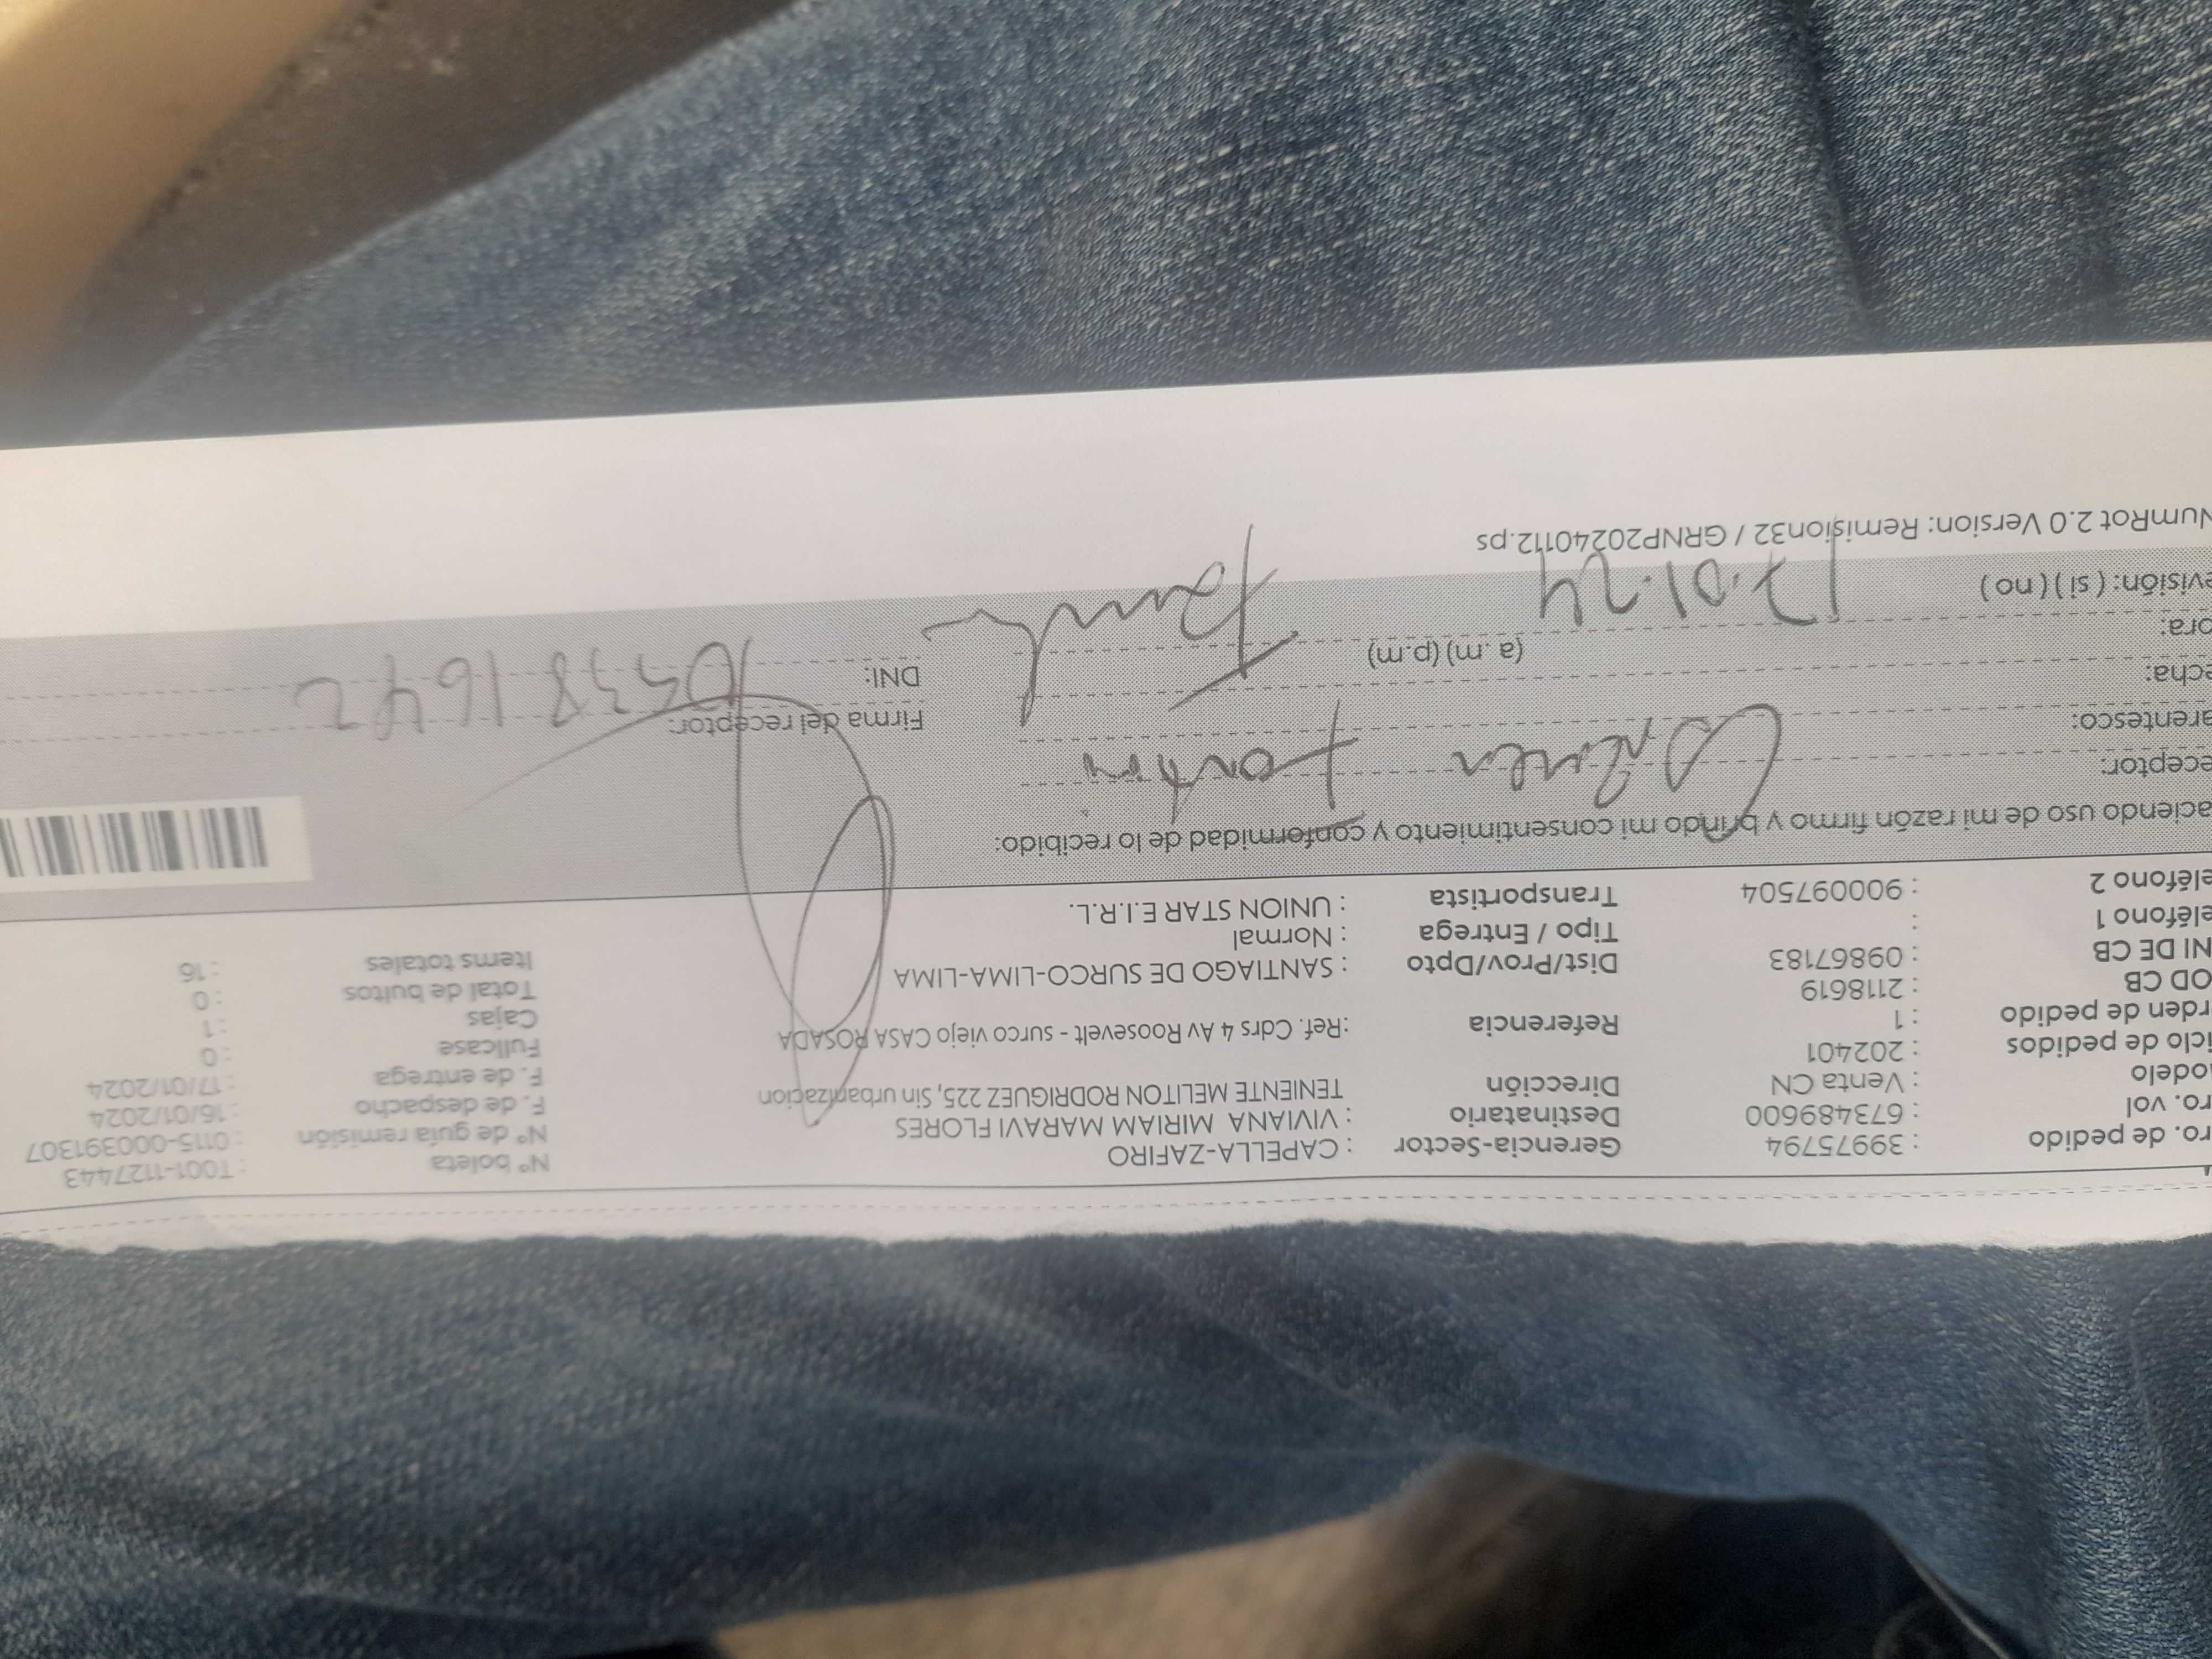 ro. de pedido : 39975794 Gerencia-Sector : CAPELLA-ZAFIRO Nº boleta : T001-1127443
ro. vol : 673489600 Destinatario : VIVIANA MIRIAM MARAVI FLORES Nº de guía remisión : 0115-000391307
odelo : Venta CN Dirección TENIENTE MELITON RODRIGUEZ 225, Sin urbanizacion F. de despacho : 16/01/2024
iclo de pedidos : 202401 F. de entrega : 17/01/2024
rden de pedido : 1 Referencia :Ref. Cdrs 4 Av Roosevelt - surco viejo CASA ROSADA Fullcase : 0
OD CB : 2118619 Cajas : 1
NI DE CB : 09867183 Dist/Prov/Dpto : SANTIAGO DE SURCO-LIMA-LIMA Total de bultos : 0
eléfono 1 : Tipo / Entrega : Normal Items totales : 16
eléfono 2 : 900097504 Transportista : UNION STAR E.I.R.L.
aciendo uso de mi razón firmo y brindo mi consentimiento y conformidad de lo recibido:
eceptor:
arentesco: Firma del receptor:
echa: DNI:
ora: (a. m) (p.m)
evisión: ( si ) ( no ) 17.01.24
NumRot 2.0 Version: Remision32 / GRNP20240112.ps